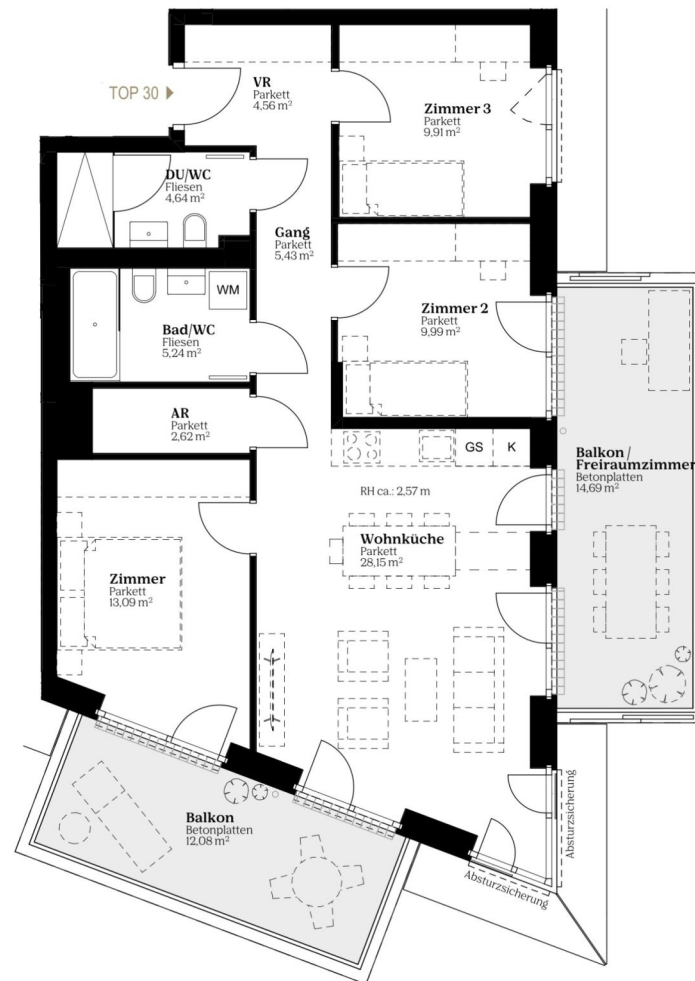 TOP 30
VR
Parkett
4,56 m²
Zimmer 3
Parkett
9,91 m²
DU/WC
Fliesen
4,64 m²
Gang
Parkett
5,43 m²
WM
Zimmer 2
Parkett
9,99 m²
Bad/WC
Fliesen
5,24 m²
AR
Parkett
2,62 m²
GS
K
Balkon /
Freiraumzimmer
Betonplatten
14,69 m²
RH ca.: 2,57 m
Wohnküche
Parkett
28,15 m²
Zimmer
Parkett
13,09 m²
Balkon
Betonplatten
12,08 m²
Absturzsicherung
Absturzsicherung